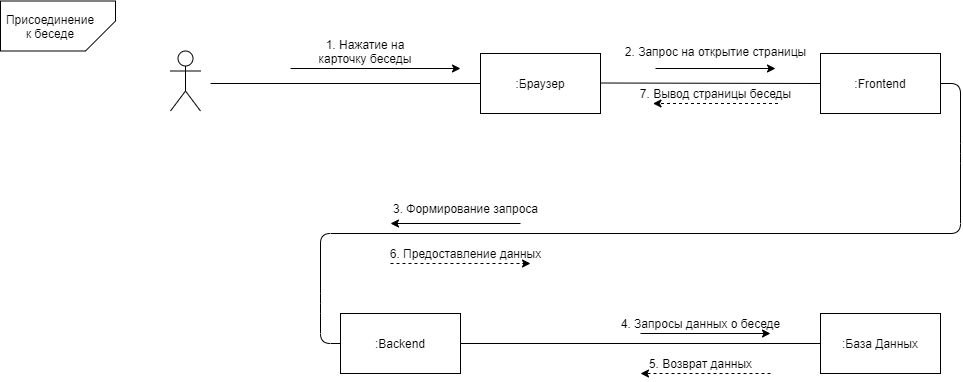 Присоединение
к беседе
1. Нажатие на
карточку беседы
2. Запрос на открытие страницы
:Браузер
:Frontend
7. Вывод страницы беседы
3. Формирование запроса
6. Предоставление данных
4. Запросы данных о беседе
:Backend
:База Данных
5. Возврат данных